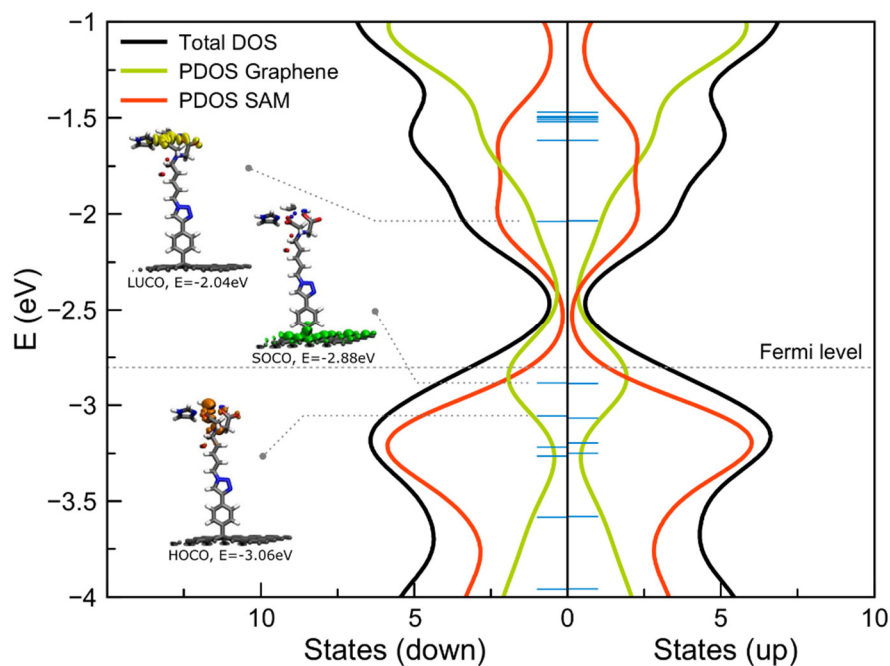 Total DOS
PDOS Graphene
PDOS SAM
LUCO, E=-2.04eV
SOCO, E=-2.88eV
HOCO, E=-3.06eV
Fermi level
E (eV)
−1
−1.5
−2
−2.5
−3
−3.5
−4
10
5
0
5
10
States (down)
States (up)